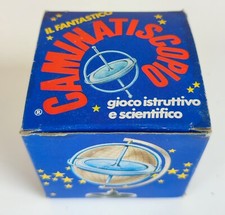 IL FANTASTICO
CAMINATISCOPIO
®
gioco istruttivo
e scientifico